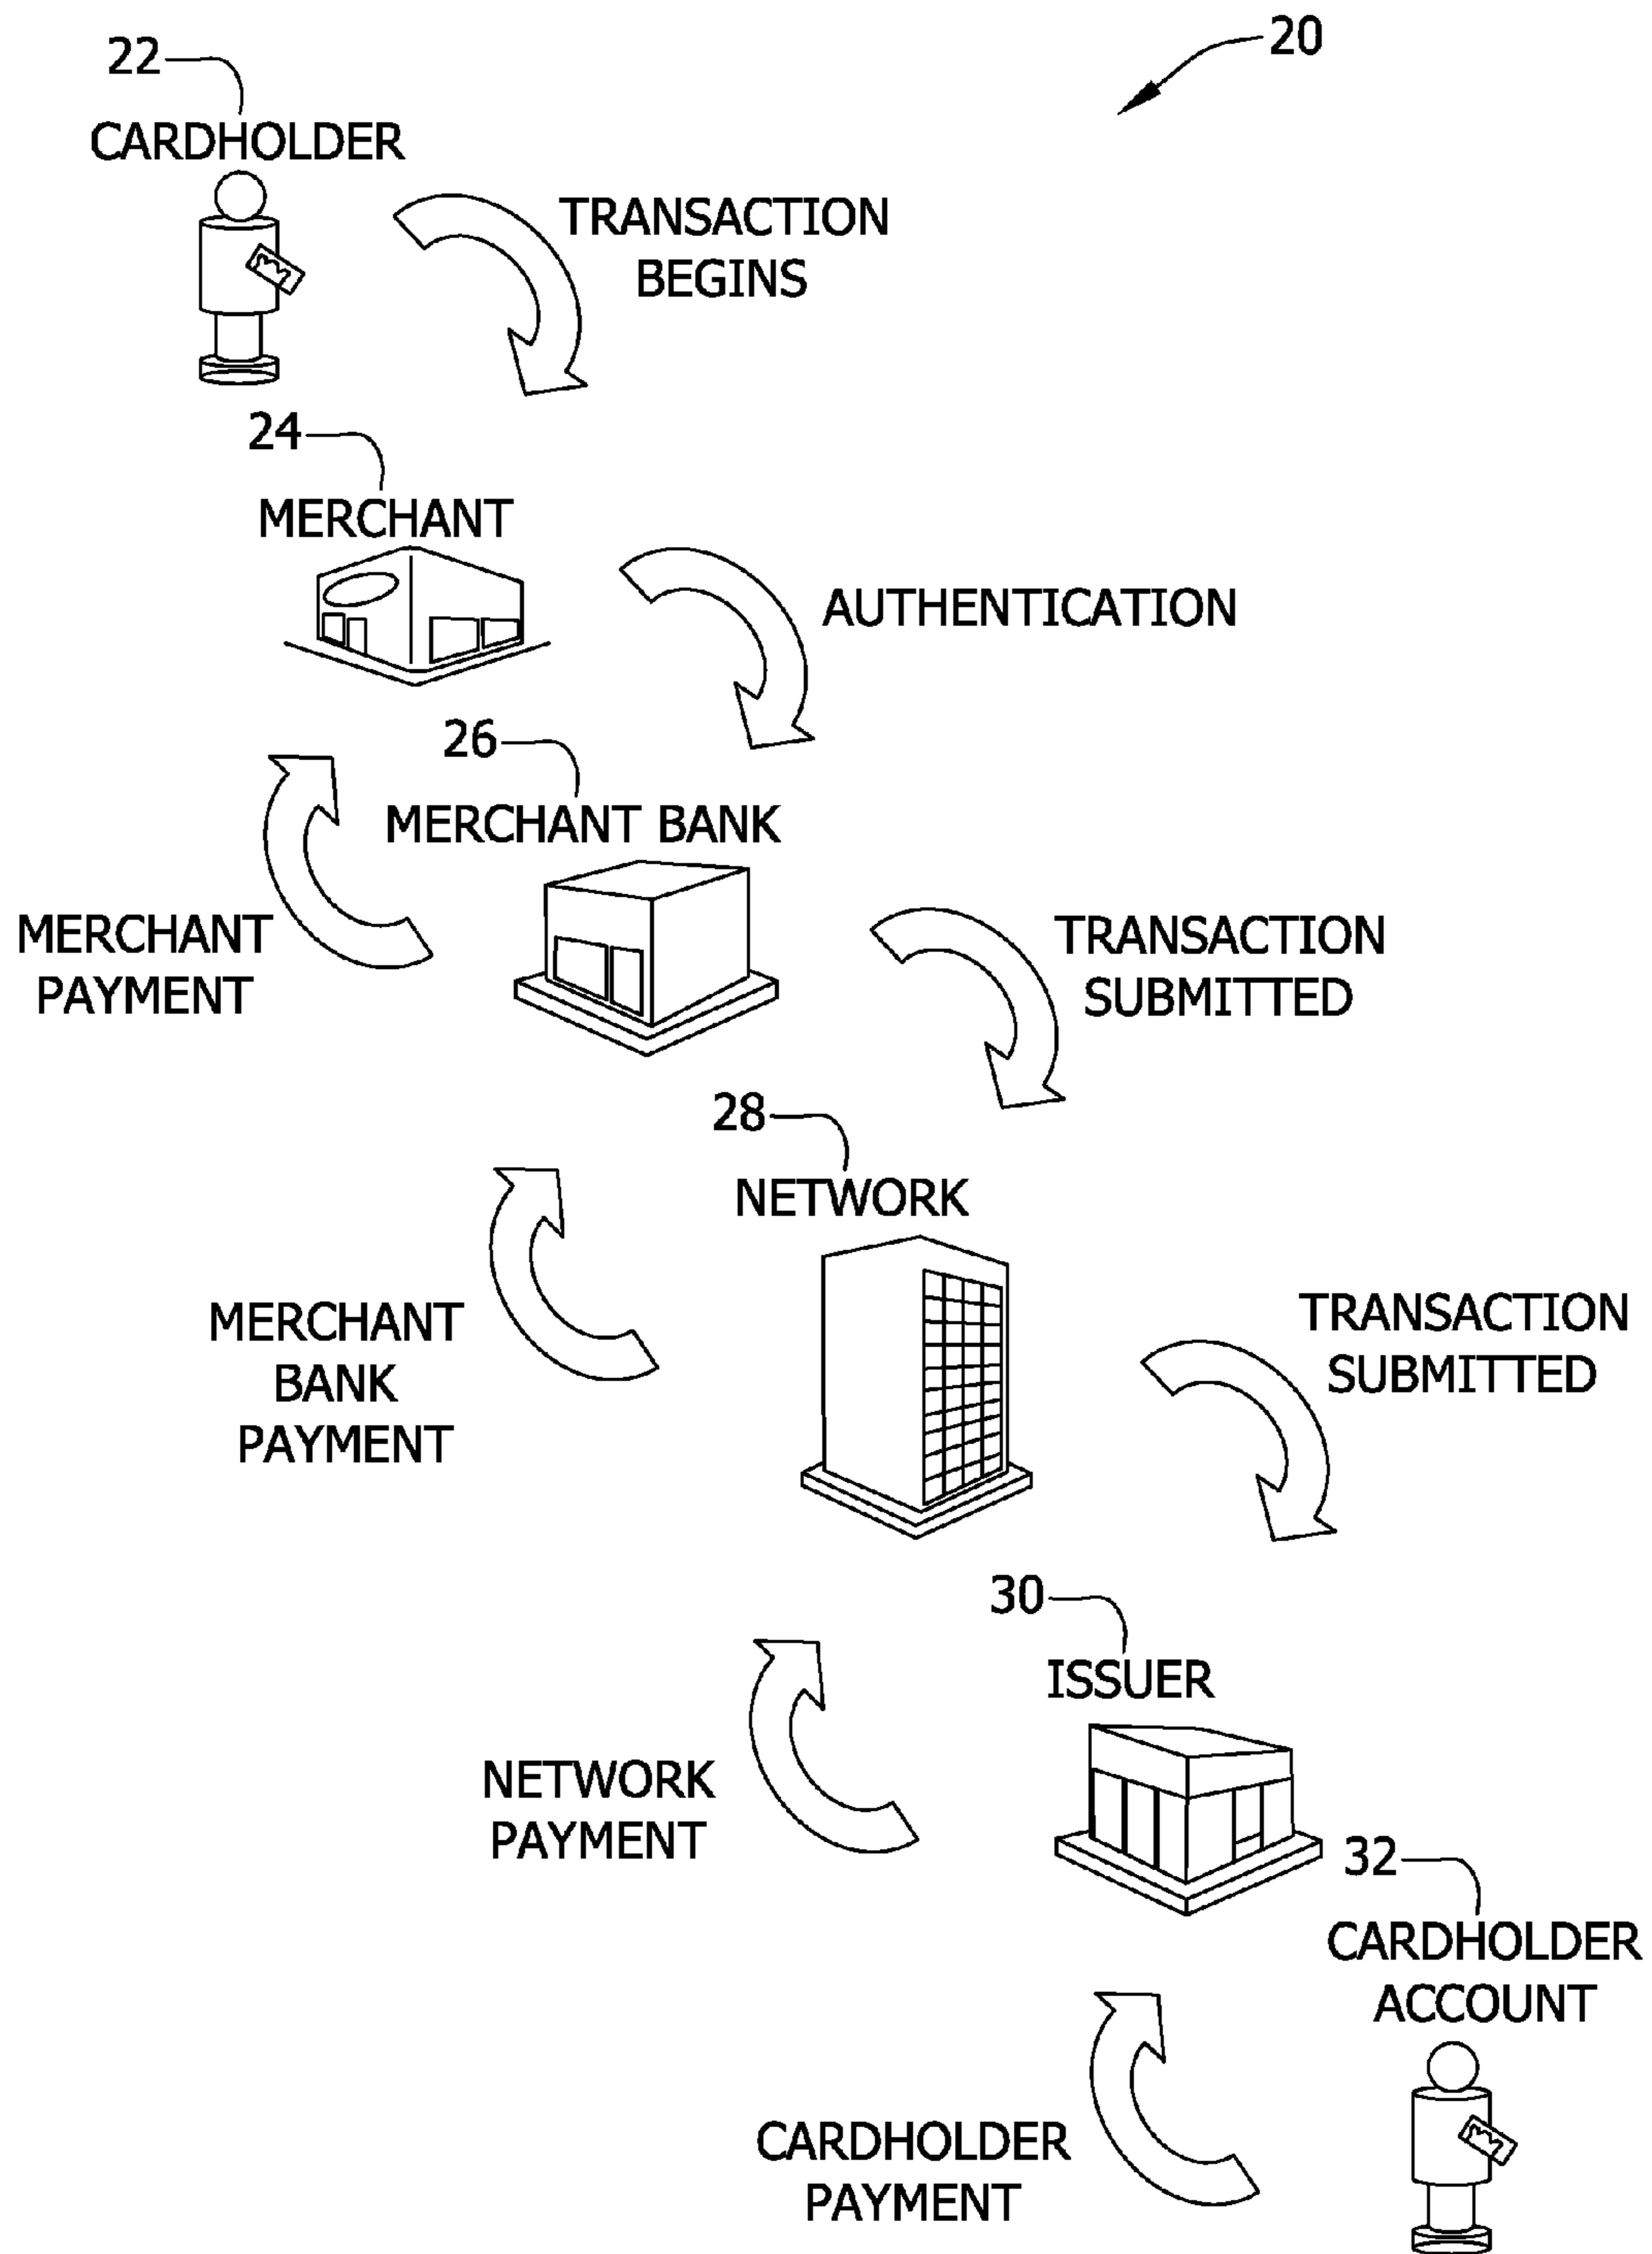 22
20
CARDHOLDER
TRANSACTION
BEGINS
24
MERCHANT
AUTHENTICATION
26
MERCHANT BANK
MERCHANT
PAYMENT
TRANSACTION
SUBMITTED
28
NETWORK
MERCHANT
BANK
PAYMENT
TRANSACTION
SUBMITTED
30
ISSUER
NETWORK
PAYMENT
32
CARDHOLDER
ACCOUNT
CARDHOLDER
PAYMENT